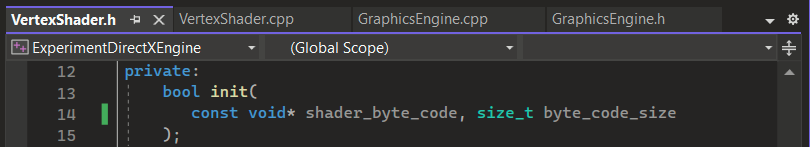 VertexShader.h VertexShader.cpp GraphicsEngine.cpp GraphicsEngine.h
ExperimentDirectXEngine (Global Scope)
12 private:
13 bool init(
14 const void* shader_byte_code, size_t byte_code_size
15 );